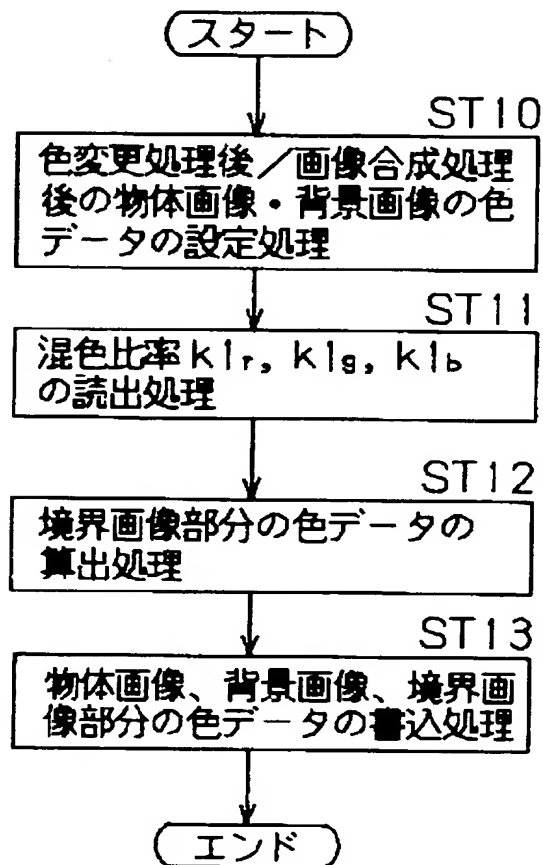 スタート
ST10
色変更処理後／画像合成処理
後の物体画像・背景画像の色
データの設定処理
ST11
混色比率 k1r, k1g, k1b
の読出処理
ST12
境界画像部分の色データの
算出処理
ST13
物体画像、背景画像、境界画
像部分の色データの書込処理
エンド